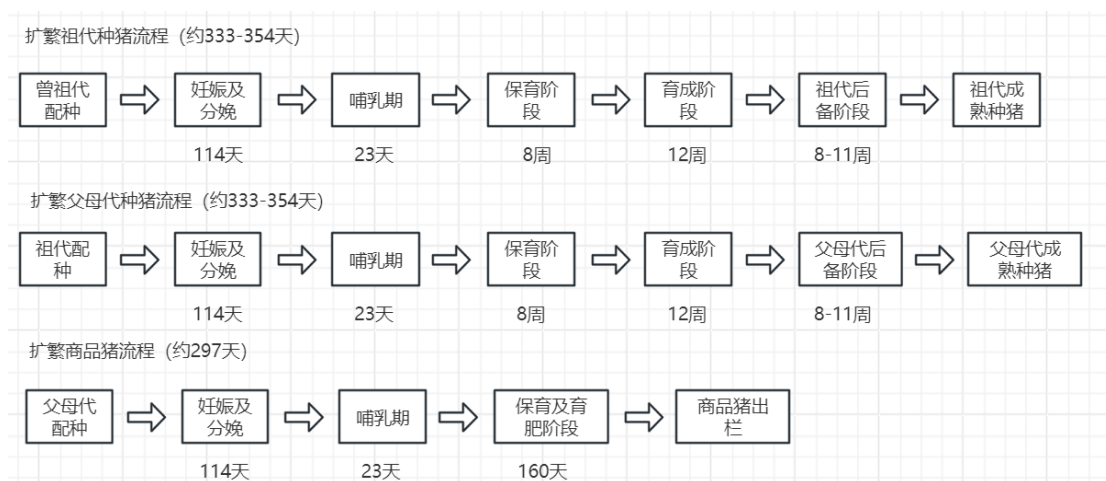 扩繁祖代种猪流程 (约333-354天)
曾祖代
配种
妊娠及
分娩
哺乳期
保育阶
段
育成阶
段
祖代后
备阶段
祖代成
熟种猪
114天
23天
8周
12周
8-11周
扩繁父母代种猪流程 (约333-354天)
祖代配
种
妊娠及
分娩
哺乳期
保育阶
段
育成阶
段
父母代后
备阶段
父母代成
熟种猪
114天
23天
8周
12周
8-11周
扩繁商品猪流程 (约297天)
父母代
配种
妊娠及
分娩
哺乳期
保育及育
肥阶段
商品猪出
栏
114天
23天
160天